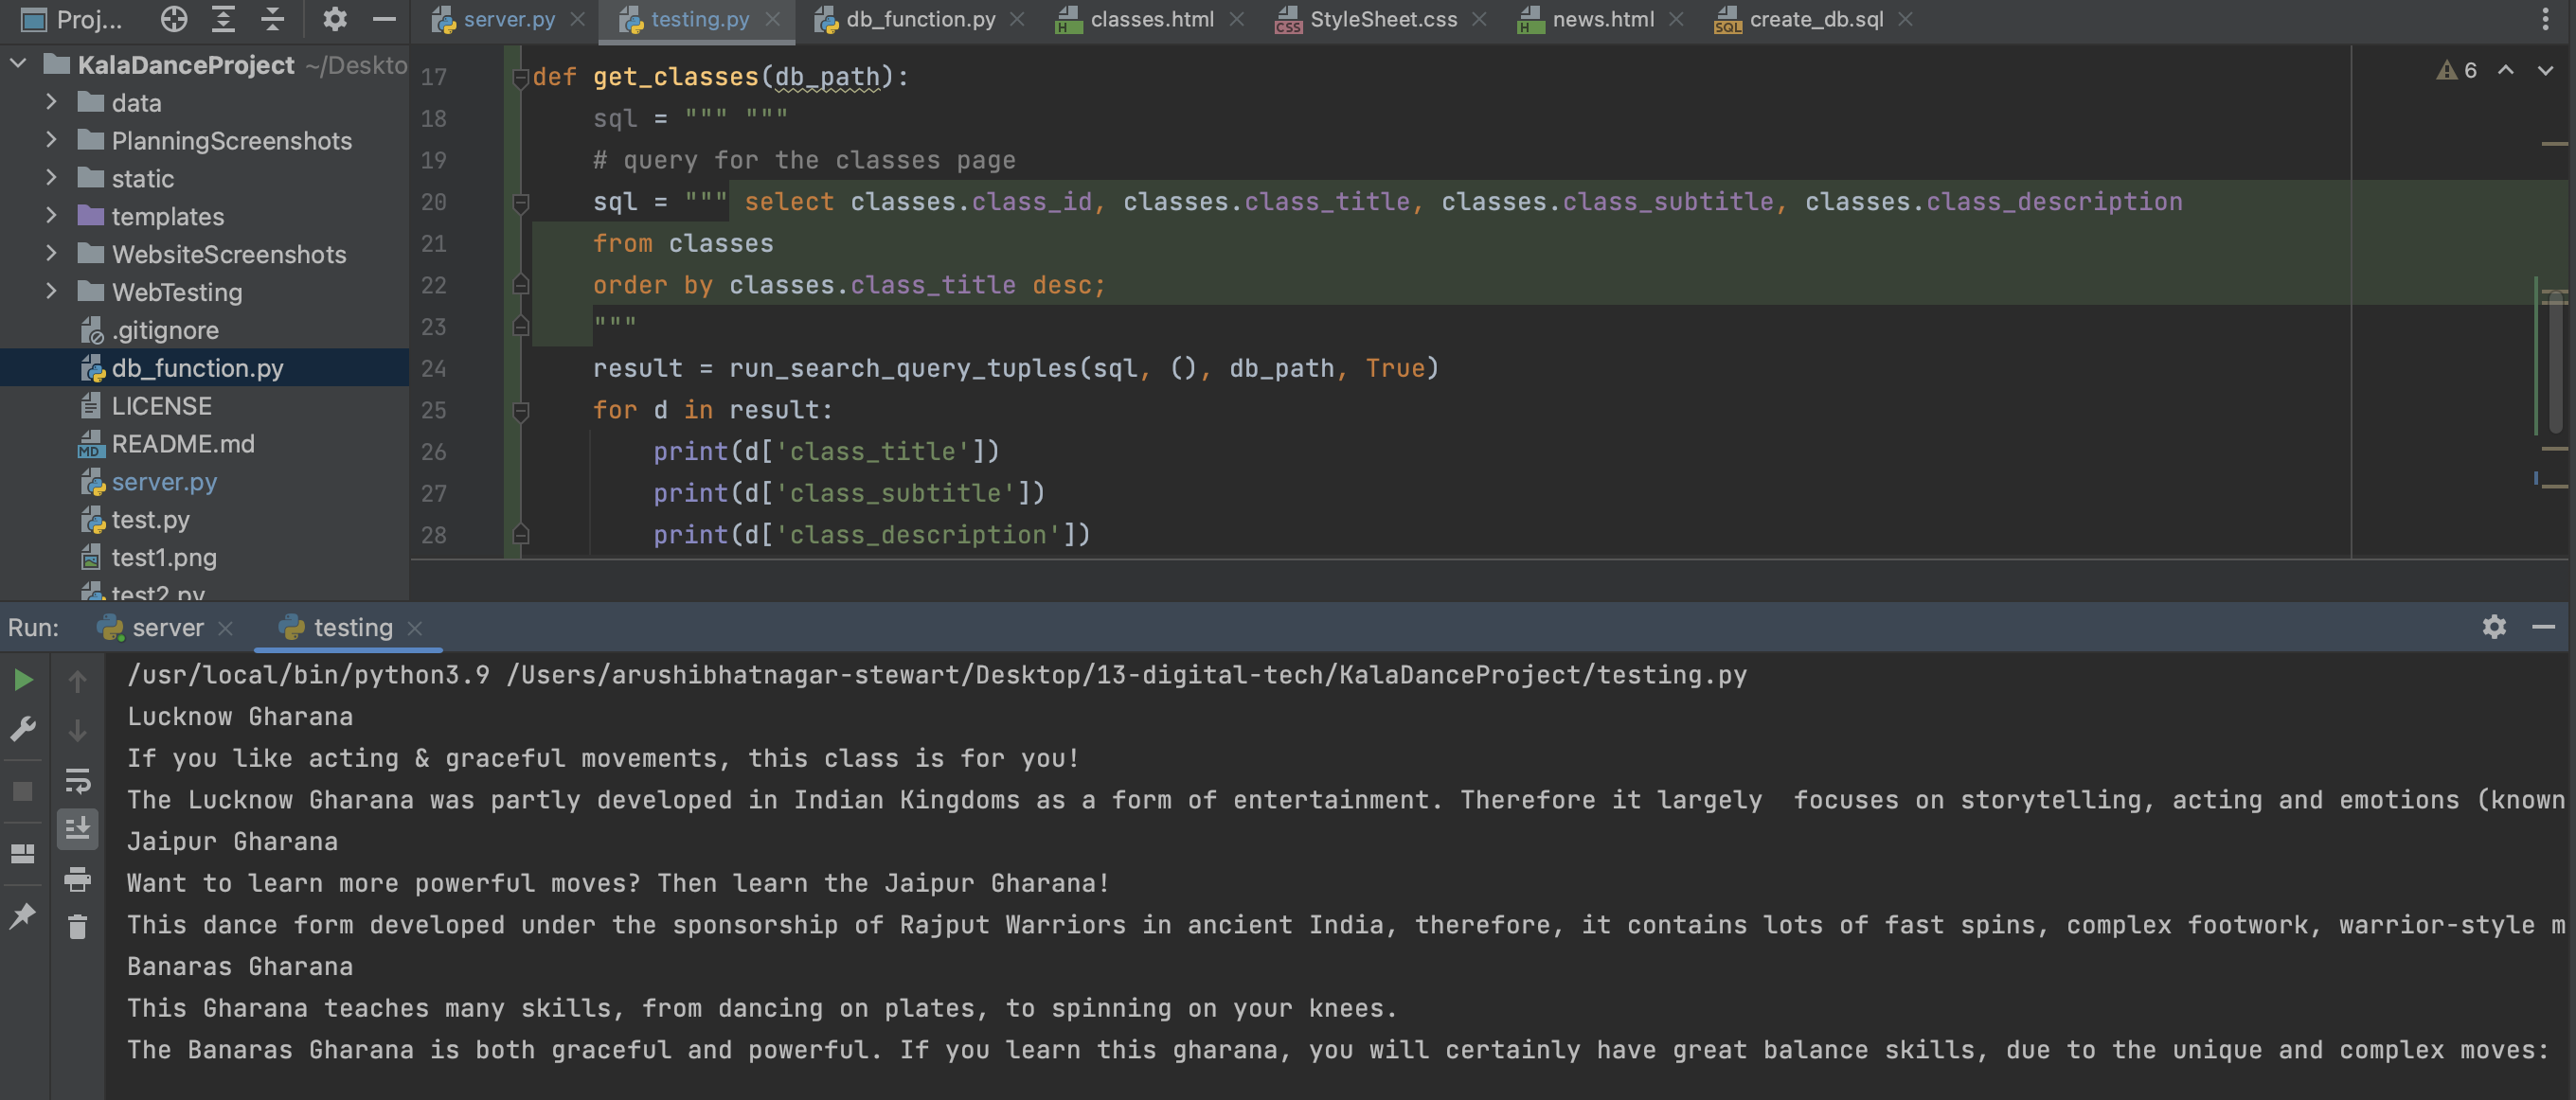 Proj...
server.py
testing.py
db_function.py
classes.html
StyleSheet.css
news.html
create_db.sql
KalaDanceProject ~/Deskto
data
PlanningScreenshots
static
templates
WebsiteScreenshots
WebTesting
.gitignore
db_function.py
LICENSE
README.md
server.py
test.py
test1.png
test2.py
6
17 def get_classes(db_path):
18 sql = """ """
19 # query for the classes page
20 sql = """ select classes.class_id, classes.class_title, classes.class_subtitle, classes.class_description
21 from classes
22 order by classes.class_title desc;
23 """
24 result = run_search_query_tuples(sql, (), db_path, True)
25 for d in result:
26 print(d['class_title'])
27 print(d['class_subtitle'])
28 print(d['class_description'])
Run: server testing
/usr/local/bin/python3.9 /Users/arushibhatnagar-stewart/Desktop/13-digital-tech/KalaDanceProject/testing.py
Lucknow Gharana
If you like acting & graceful movements, this class is for you!
The Lucknow Gharana was partly developed in Indian Kingdoms as a form of entertainment. Therefore it largely  focuses on storytelling, acting and emotions (known
Jaipur Gharana
Want to learn more powerful moves? Then learn the Jaipur Gharana!
This dance form developed under the sponsorship of Rajput Warriors in ancient India, therefore, it contains lots of fast spins, complex footwork, warrior-style m
Banaras Gharana
This Gharana teaches many skills, from dancing on plates, to spinning on your knees.
The Banaras Gharana is both graceful and powerful. If you learn this gharana, you will certainly have great balance skills, due to the unique and complex moves: